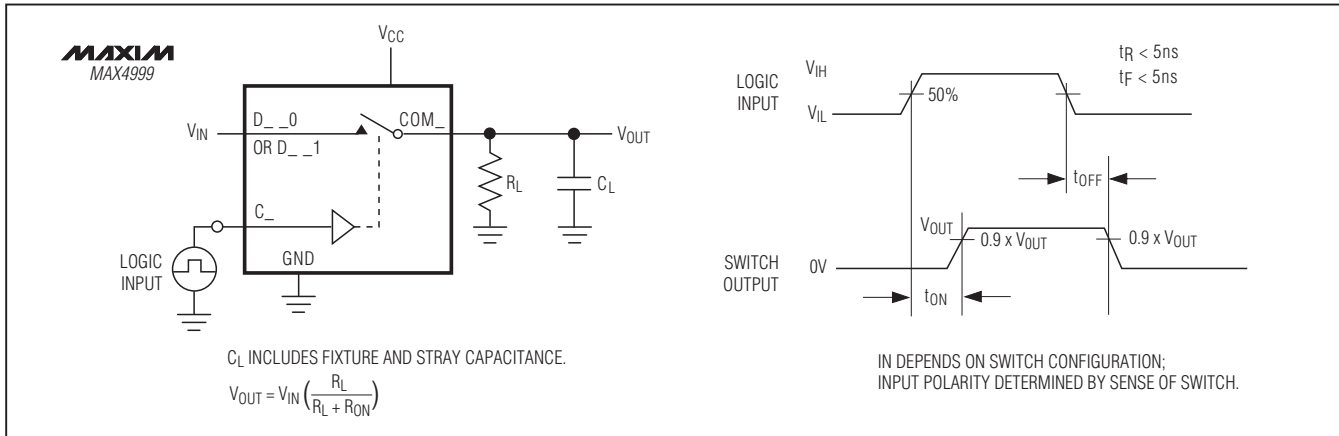 MAXIM
MAX4999
VCC
VIN
D_ _0
OR D_ _1
COM_
VOUT
RL
CL
C_
LOGIC
INPUT
GND
CL INCLUDES FIXTURE AND STRAY CAPACITANCE.
VOUT = VIN (RL / RL + RON)
LOGIC
INPUT
VIH
VIL
50%
tR < 5ns
tF < 5ns
tOFF
SWITCH
OUTPUT
VOUT
0V
0.9 x VOUT
0.9 x VOUT
tON
IN DEPENDS ON SWITCH CONFIGURATION;
INPUT POLARITY DETERMINED BY SENSE OF SWITCH.